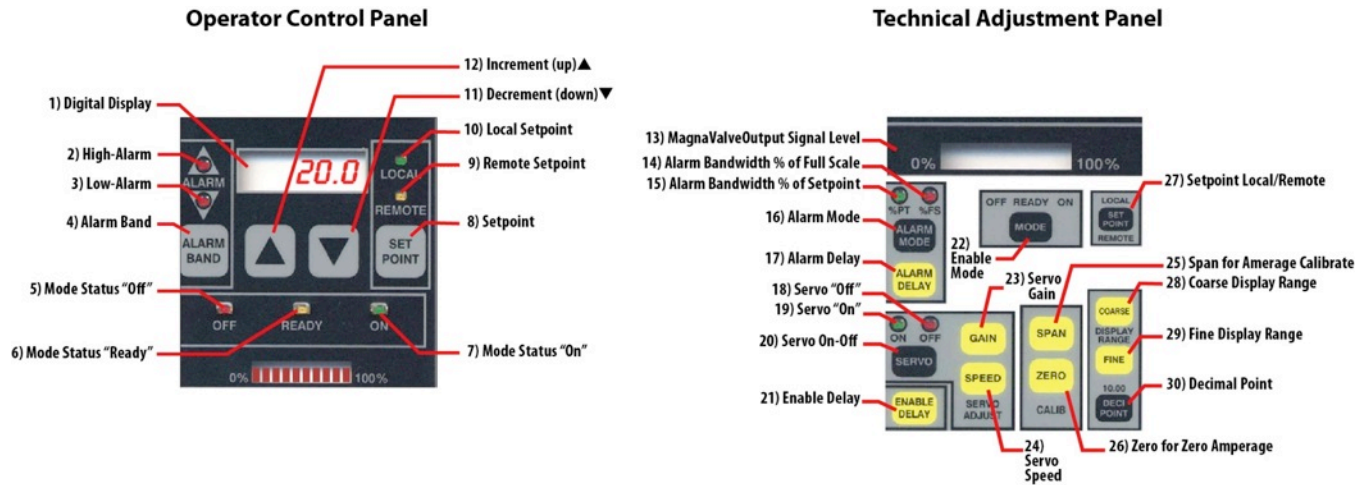 Operator Control Panel
Technical Adjustment Panel
12) Increment (up)▲
11) Decrement (down)▼
1) Digital Display
10) Local Setpoint
2) High-Alarm
9) Remote Setpoint
3) Low-Alarm
4) Alarm Band
8) Setpoint
5) Mode Status "Off"
6) Mode Status "Ready"
7) Mode Status "On"
ALARM
20.0
LOCAL
REMOTE
ALARM
BAND
SET
POINT
OFF
READY
ON
0%
100%
13) MagnaValveOutput Signal Level
14) Alarm Bandwidth % of Full Scale
15) Alarm Bandwidth % of Setpoint
16) Alarm Mode
17) Alarm Delay
18) Servo "Off"
19) Servo "On"
20) Servo On-Off
21) Enable Delay
22)
Enable
Mode
23) Servo
Gain
24)
Servo
Speed
25) Span for Amerage Calibrate
26) Zero for Zero Amperage
27) Setpoint Local/Remote
28) Coarse Display Range
29) Fine Display Range
30) Decimal Point
0%
100%
%PT %FS
ALARM
MODE
ALARM
DELAY
OFF READY ON
MODE
LOCAL
SET
POINT
REMOTE
ON OFF
SERVO
ENABLE
DELAY
GAIN
SPEED
SERVO
ADJUST
SPAN
ZERO
CALIB
COARSE
DISPLAY
RANGE
FINE
10.00
DECI
POINT